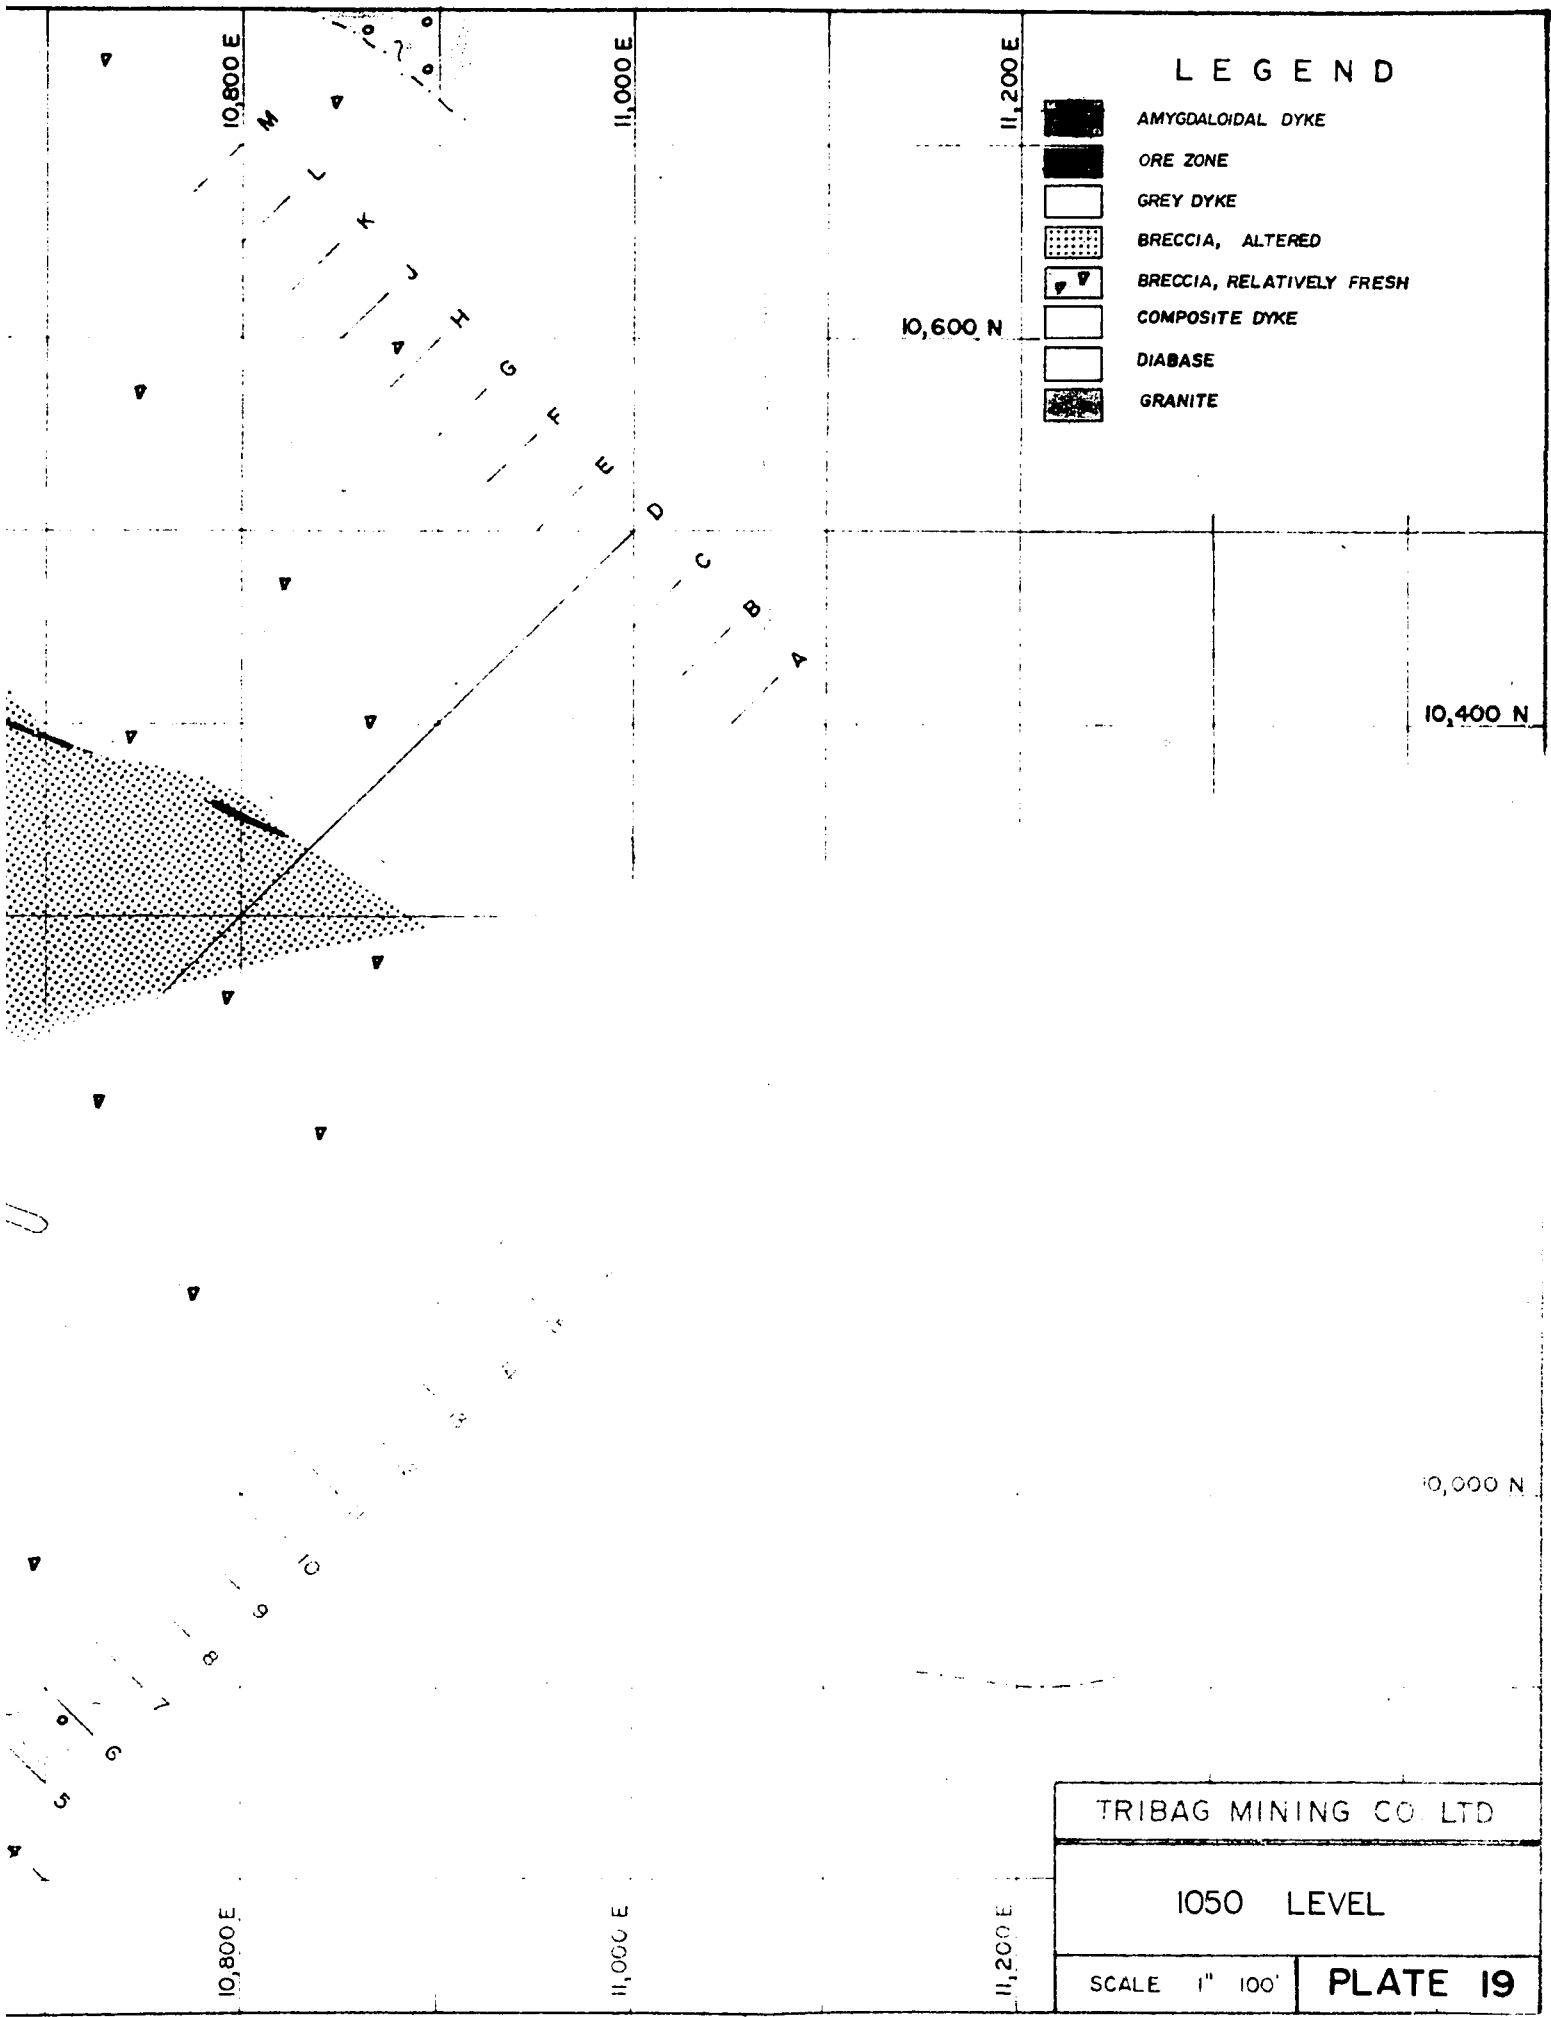 10,800 E
11,000 E
11,200 E
LEGEND
AMYGDALOIDAL DYKE
ORE ZONE
GREY DYKE
BRECCIA, ALTERED
BRECCIA, RELATIVELY FRESH
COMPOSITE DYKE
DIABASE
GRANITE
M
L
K
J
H
G
F
E
D
C
B
A
10,600 N
10,400 N
10,000 N
10
9
8
7
6
5
TRIBAG MINING CO. LTD
1050 LEVEL
SCALE 1" 100'
PLATE 19
10,800 E
11,000 E
11,200 E